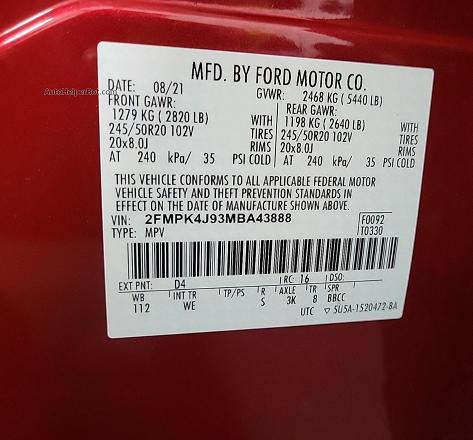 AutoHelperBot.com
MFD. BY FORD MOTOR CO.
DATE: 08/21 GVWR: 2468 KG ( 5440 LB)
FRONT GAWR: REAR GAWR:
1279 KG ( 2820 LB) WITH 1198 KG ( 2640 LB) WITH
245/50R20 102V TIRES 245/50R20 102V TIRES
20x8.0J RIMS 20x8.0J RIMS
AT 240 kPa/ 35 PSI COLD AT 240 kPa/ 35 PSI COLD
THIS VEHICLE CONFORMS TO ALL APPLICABLE FEDERAL MOTOR
VEHICLE SAFETY AND THEFT PREVENTION STANDARDS IN
EFFECT ON THE DATE OF MANUFACTURE SHOWN ABOVE.
VIN: 2FMPK4J93MBA43888 F0092
TYPE: MPV T0330
EXT PNT: D4 RC: 16 DSO:
WB INT TR TP/PS R AXLE TR SPR
112 WE S 3K 8 BBCC
UTC ▽ 5U5A-1520472-BA